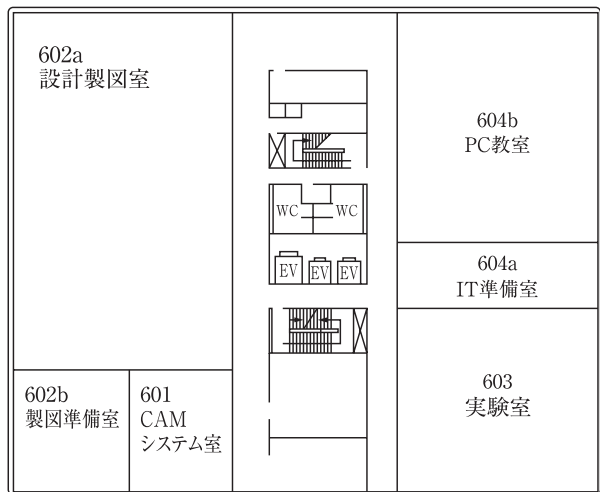 602a
設計製図室
604b
PC教室
WC
WC
EV
EV
EV
604a
IT準備室
602b
製図準備室
601
CAM
システム室
603
実験室